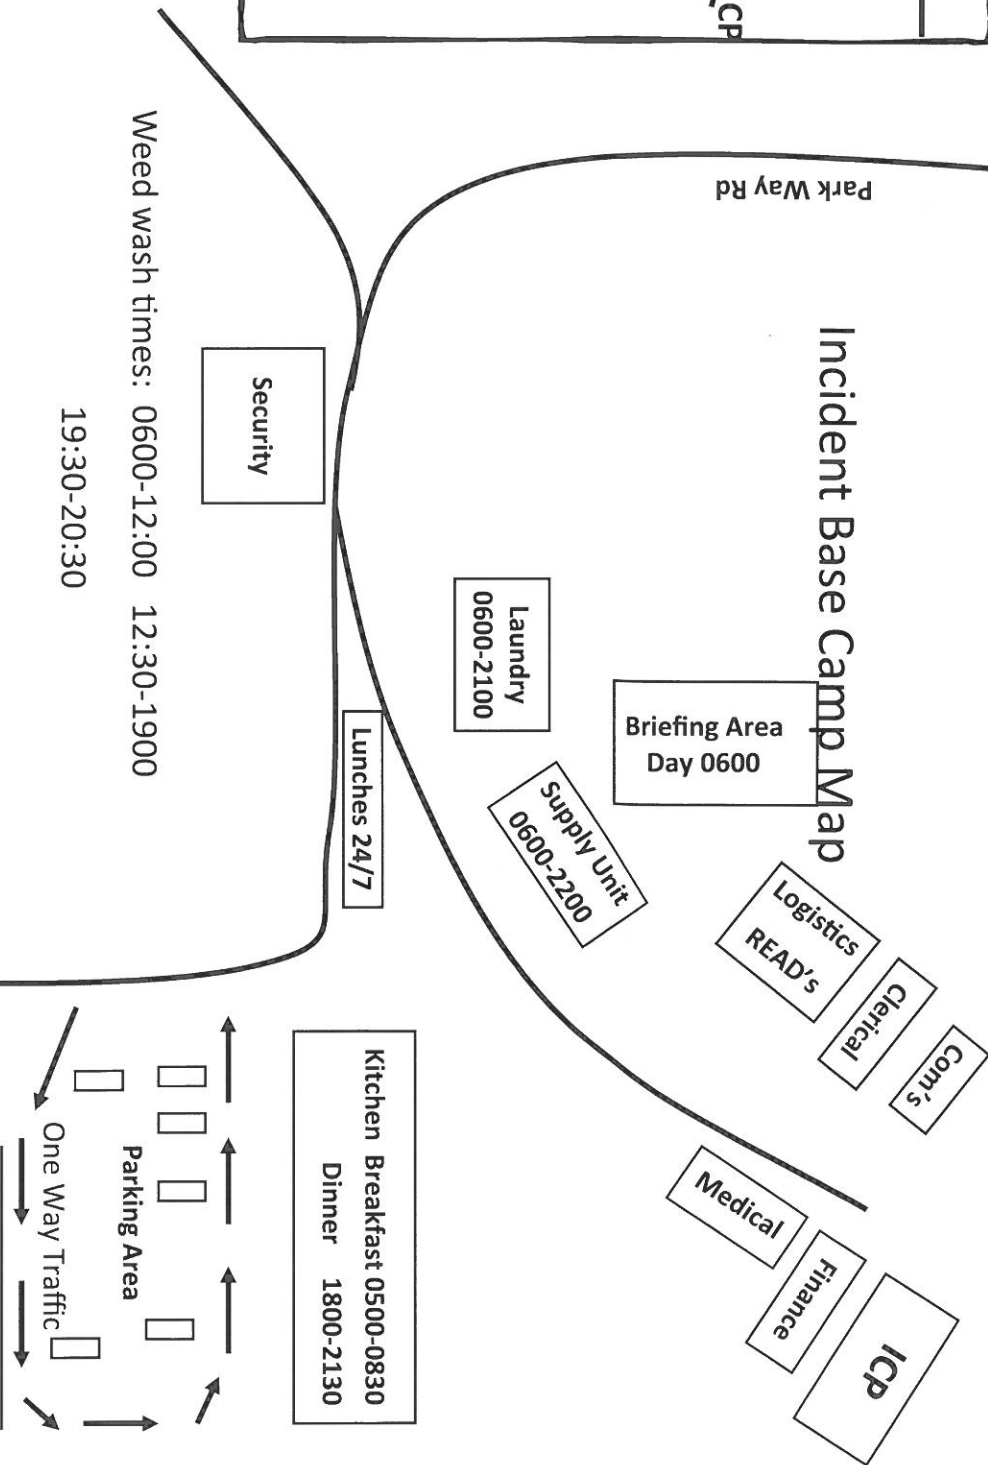 ,CP
Park Way Rd
Incident Base Camp Map
Briefing Area
Day 0600
Laundry
0600-2100
Supply Unit
0600-2200
Logistics
READ's
Clerical
Com's
Medical
Finance
ICP
Security
Lunches 24/7
Kitchen Breakfast 0500-0830
Dinner 1800-2130
Weed wash times: 0600-12:00 12:30-1900
19:30-20:30
Parking Area
One Way Traffic